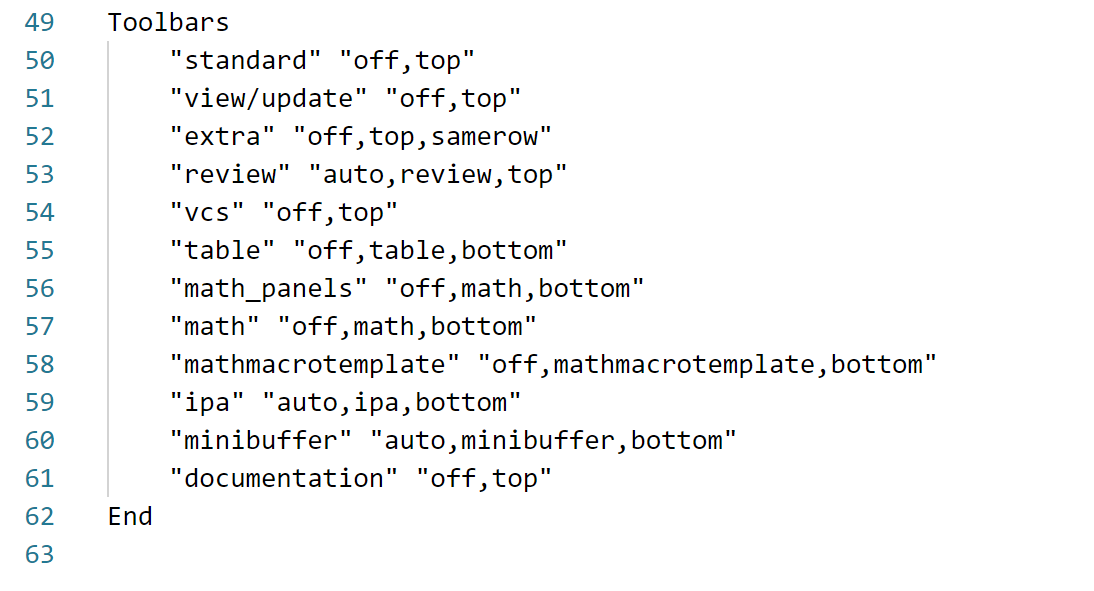 49 Toolbars
50 "standard" "off,top"
51 "view/update" "off,top"
52 "extra" "off,top,samerow"
53 "review" "auto,review,top"
54 "vcs" "off,top"
55 "table" "off,table,bottom"
56 "math_panels" "off,math,bottom"
57 "math" "off,math,bottom"
58 "mathmacrotemplate" "off,mathmacrotemplate,bottom"
59 "ipa" "auto,ipa,bottom"
60 "minibuffer" "auto,minibuffer,bottom"
61 "documentation" "off,top"
62 End
63